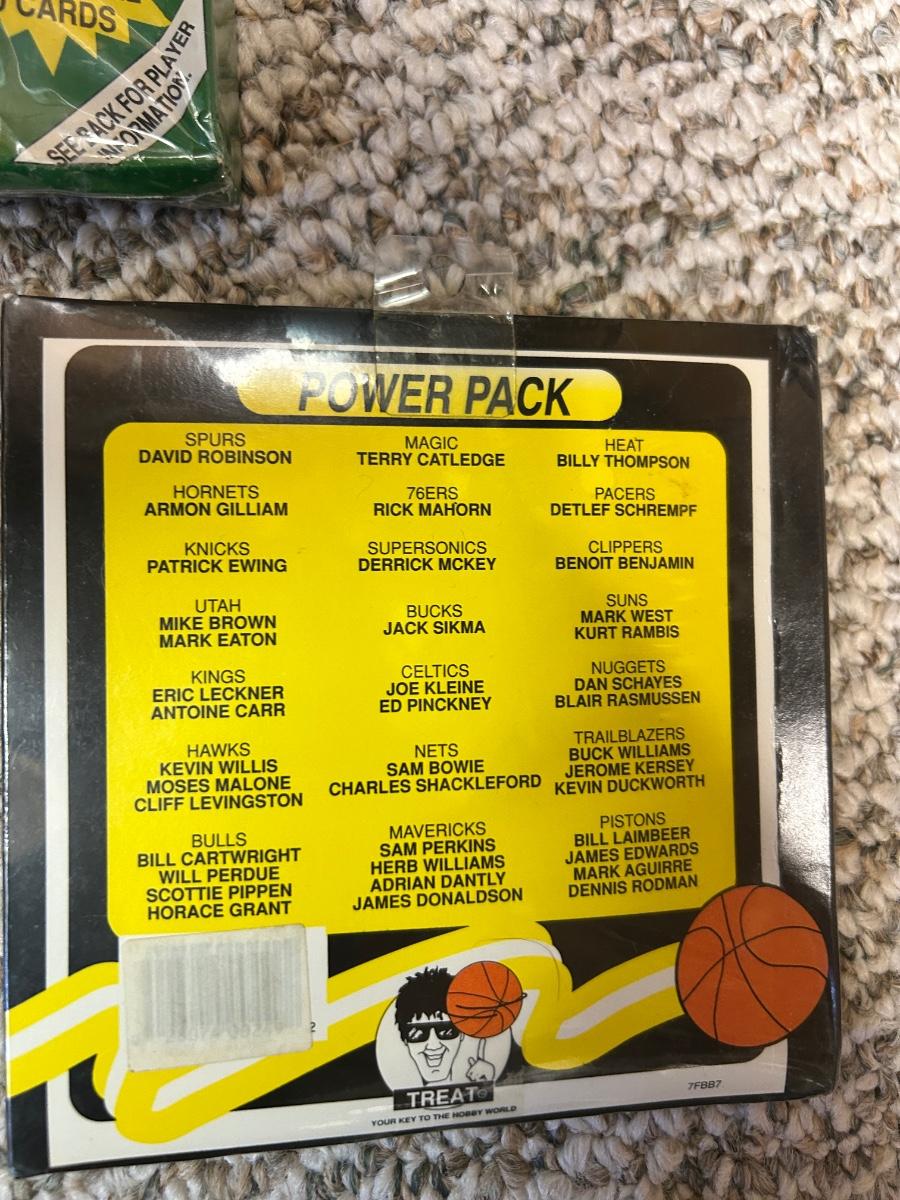 CARDS
SEE BACK FOR PLAYER
INFORMATION.
POWER PACK
SPURS
DAVID ROBINSON
HORNETS
ARMON GILLIAM
KNICKS
PATRICK EWING
UTAH
MIKE BROWN
MARK EATON
KINGS
ERIC LECKNER
ANTOINE CARR
HAWKS
KEVIN WILLIS
MOSES MALONE
CLIFF LEVINGSTON
BULLS
BILL CARTWRIGHT
WILL PERDUE
SCOTTIE PIPPEN
HORACE GRANT
MAGIC
TERRY CATLEDGE
76ERS
RICK MAHORN
SUPERSONICS
DERRICK MCKEY
BUCKS
JACK SIKMA
CELTICS
JOE KLEINE
ED PINCKNEY
NETS
SAM BOWIE
CHARLES SHACKLEFORD
MAVERICKS
SAM PERKINS
HERB WILLIAMS
ADRIAN DANTLY
JAMES DONALDSON
HEAT
BILLY THOMPSON
PACERS
DETLEF SCHREMPF
CLIPPERS
BENOIT BENJAMIN
SUNS
MARK WEST
KURT RAMBIS
NUGGETS
DAN SCHAYES
BLAIR RASMUSSEN
TRAILBLAZERS
BUCK WILLIAMS
JEROME KERSEY
KEVIN DUCKWORTH
PISTONS
BILL LAIMBEER
JAMES EDWARDS
MARK AGUIRRE
DENNIS RODMAN
2
TREAT
YOUR KEY TO THE HOBBY WORLD
7FBB7